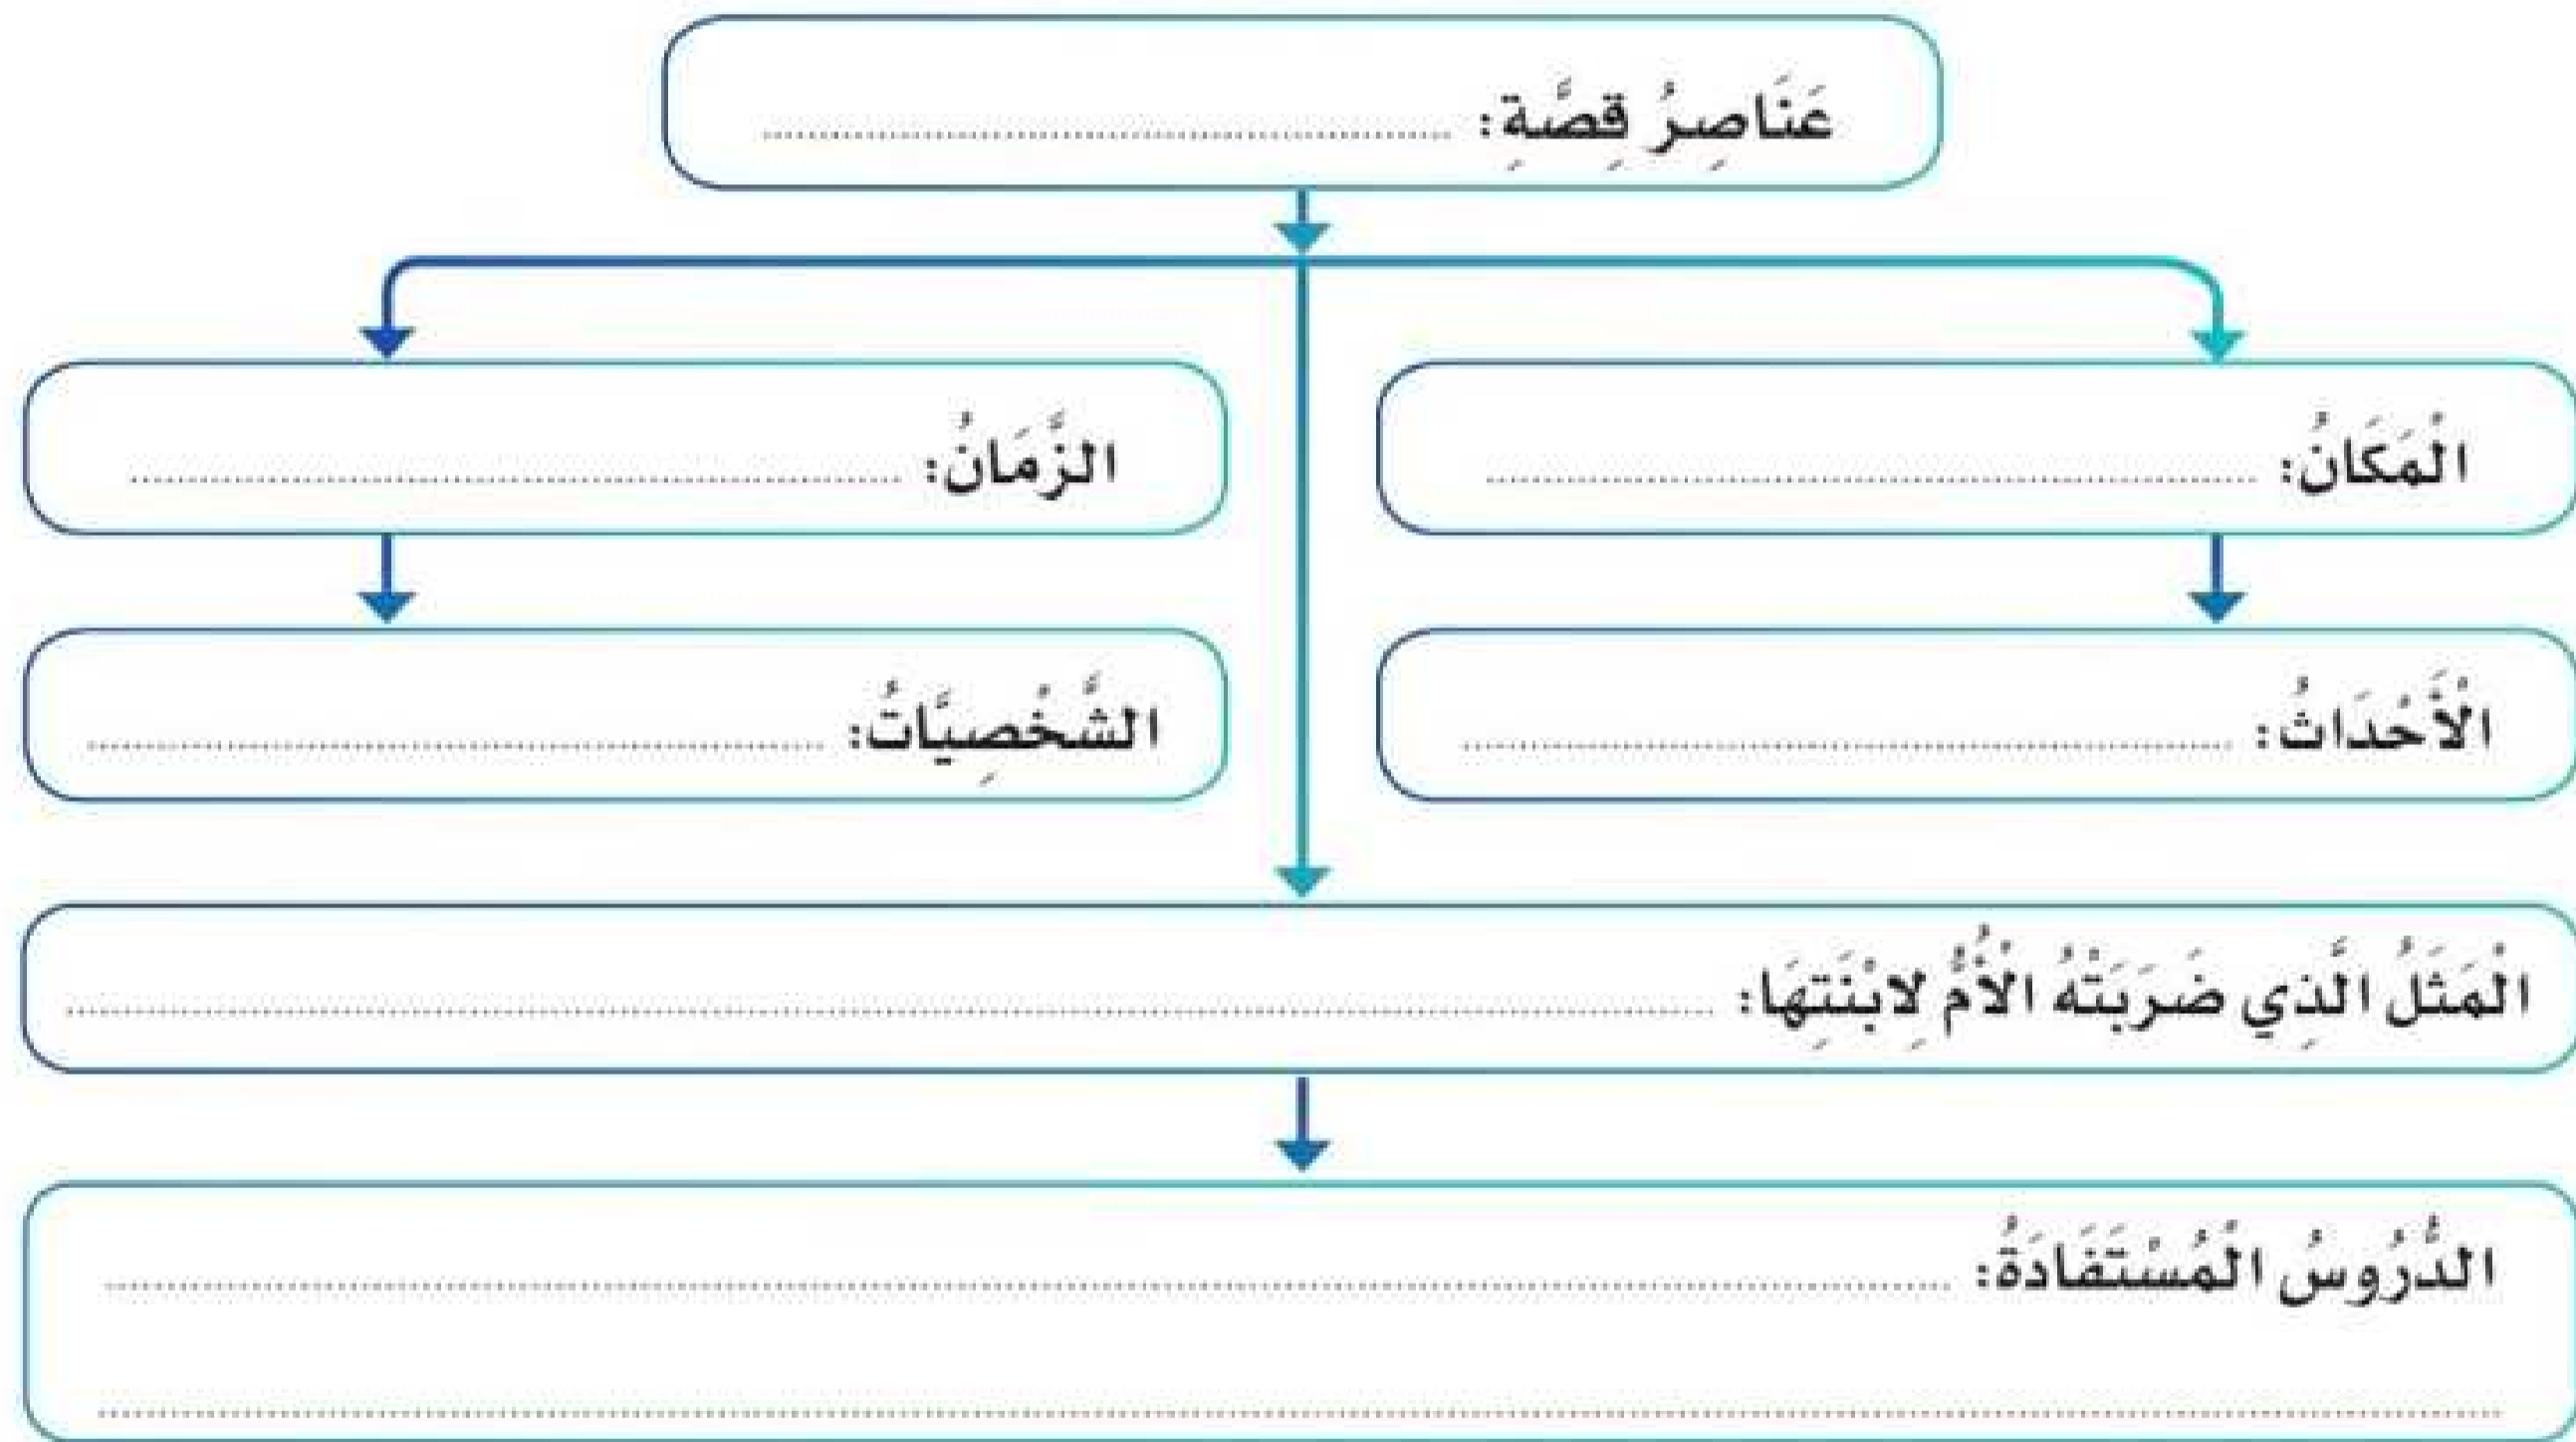 عَنَاصِرُ قِصَّةِ: ........................
الْمَكَانُ: ........................
الزَّمَانُ: ........................
الْأَحْدَاثُ: ........................
الشَّخْصِيَّاتُ: ........................
الْمَثَلُ الَّذِي ضَرَبَتْهُ الْأُمُّ لِابْنَتِهَا: ........................
الدُّرُوسُ الْمُسْتَفَادَةُ: ........................